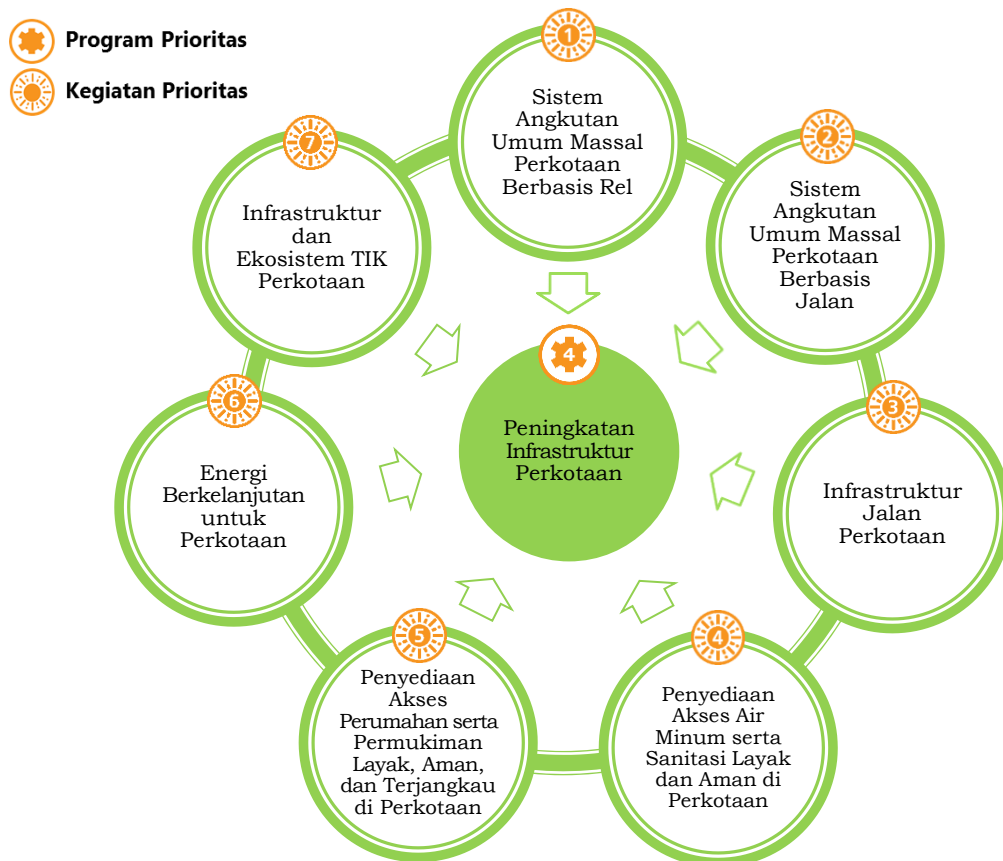 Program Prioritas
Kegiatan Prioritas
1
Sistem
Angkutan
Umum Massal
Perkotaan
Berbasis Rel
2
Sistem
Angkutan
Umum Massal
Perkotaan
Berbasis
Jalan
3
Infrastruktur
Jalan
Perkotaan
4
Penyediaan
Akses Air
Minum serta
Sanitasi Layak
dan Aman di
Perkotaan
5
Penyediaan
Akses
Perumahan serta
Permukiman
Layak, Aman,
dan Terjangkau
di Perkotaan
6
Energi
Berkelanjutan
untuk
Perkotaan
7
Infrastruktur
dan
Ekosistem TIK
Perkotaan
4
Peningkatan
Infrastruktur
Perkotaan